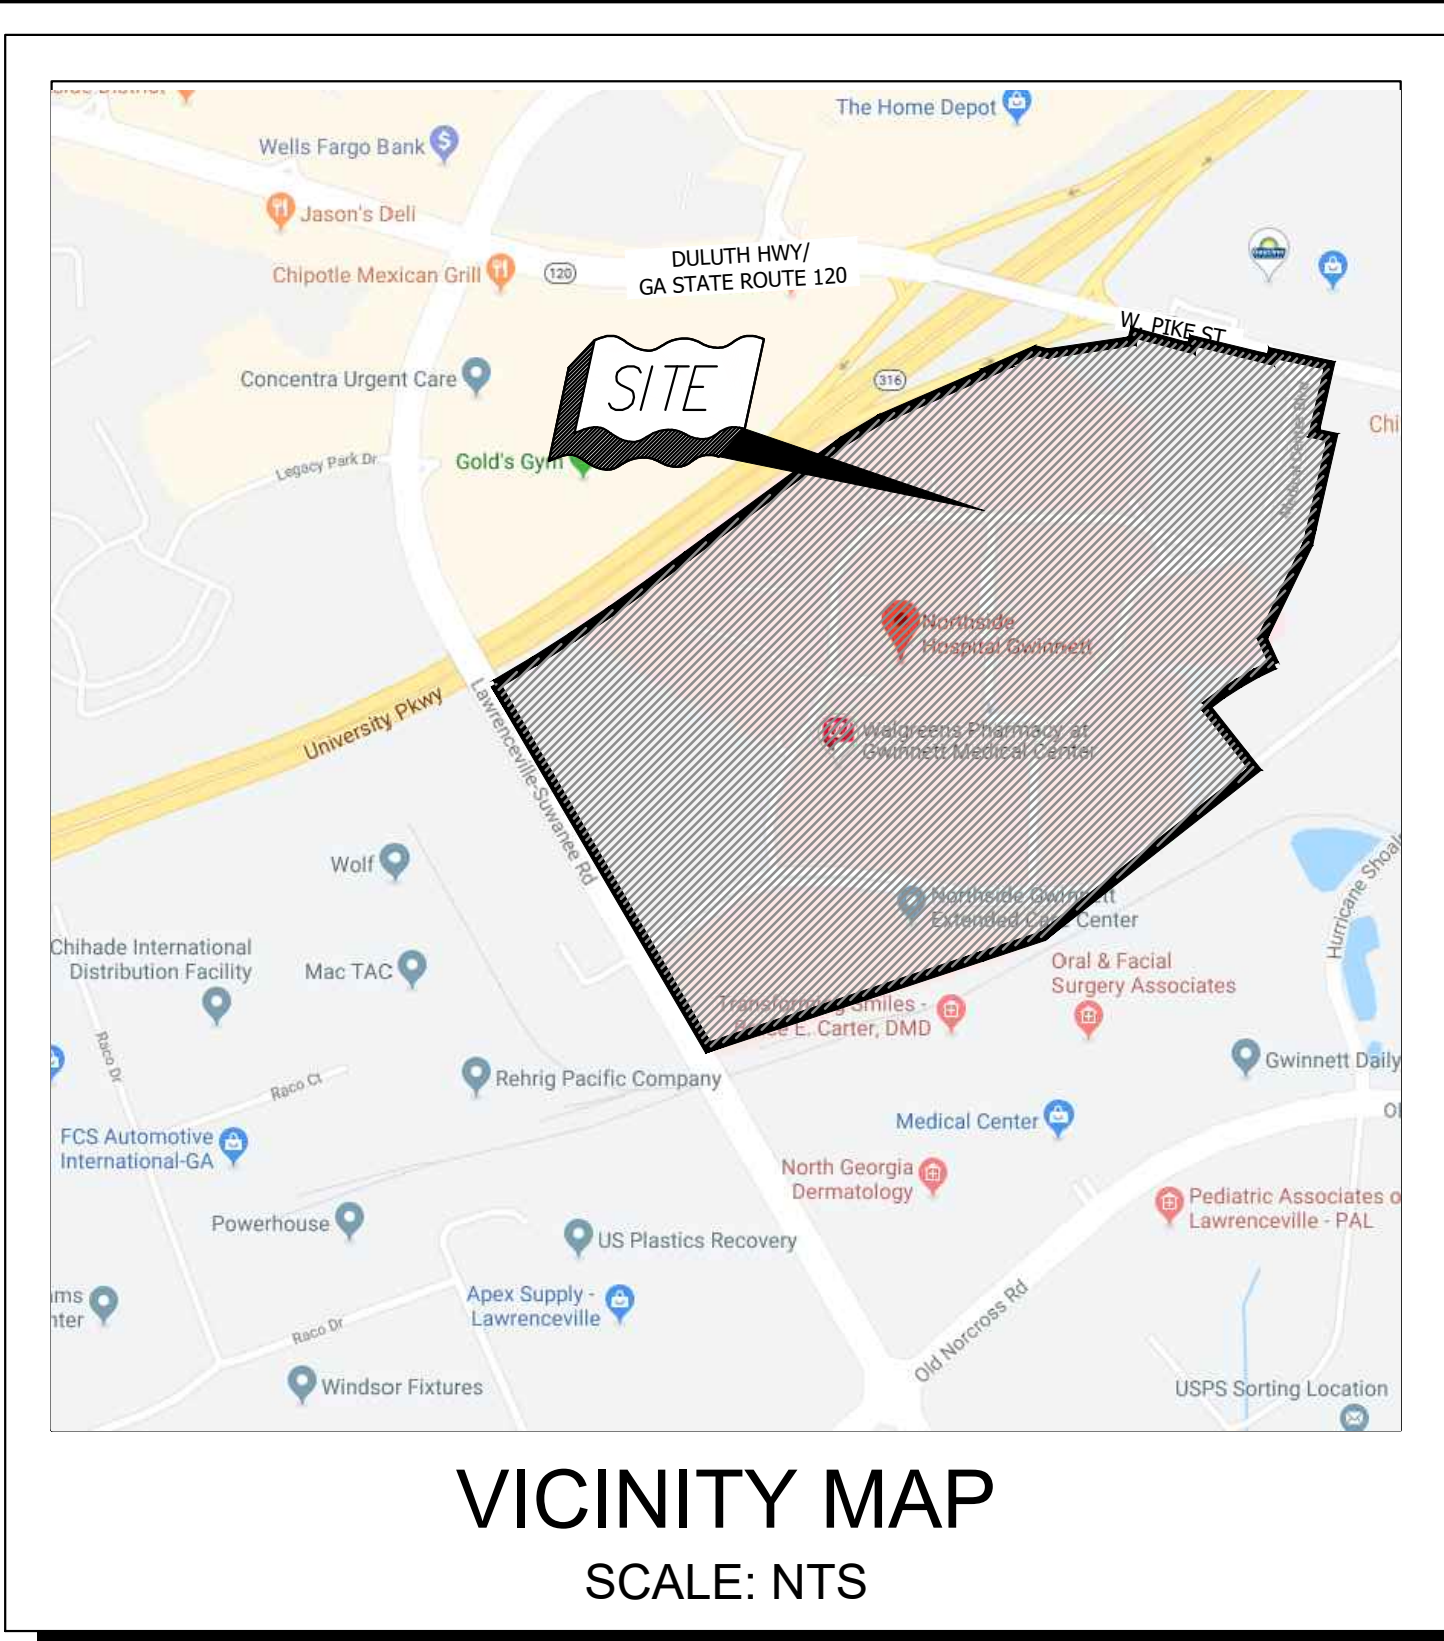 The Home Depot
Wells Fargo Bank
Jason's Deli
Chipotle Mexican Grill
120
DULUTH HWY/
GA STATE ROUTE 120
W. PIKE ST
SITE
316
Concentra Urgent Care
Legacy Park Dr
Gold's Gym
Chi
Northside
Hospital Gwinnett
Walgreens Pharmacy at
Gwinnett Medical Center
University Pkwy
Lawrenceville-Suwanee Rd
Wolf
Northside Gwinnett
Extended Care Center
Hurricane Shoal
Chihade International
Distribution Facility
Mac TAC
Oral & Facial
Surgery Associates
Transforming Smiles -
E. Carter, DMD
Raco Dr
Raco Ct
Rehrig Pacific Company
Gwinnett Daily
Medical Center
Ol
FCS Automotive
International-GA
North Georgia
Dermatology
Pediatric Associates o
Lawrenceville - PAL
Powerhouse
US Plastics Recovery
ms
nter
Apex Supply -
Lawrenceville
Raco Dr
Old Norcross Rd
Windsor Fixtures
USPS Sorting Location
VICINITY MAP
SCALE: NTS